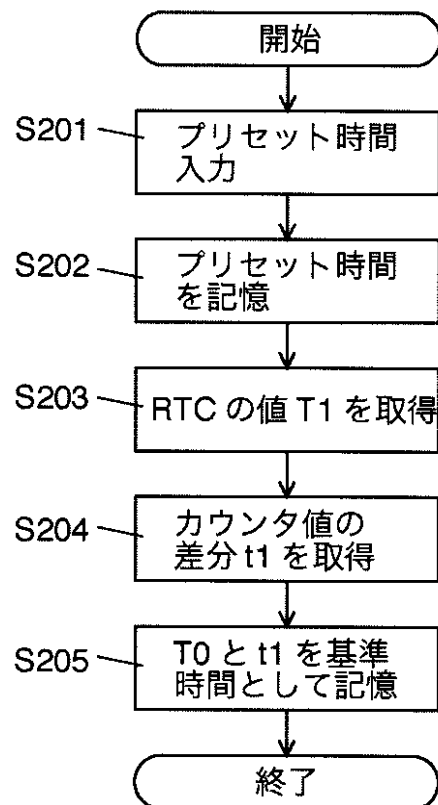 開始
S201
プリセット時間
入力
S202
プリセット時間
を記憶
S203
RTC の値 T1 を取得
S204
カウンタ値の
差分 t1 を取得
S205
T0 と t1 を基準
時間として記憶
終了